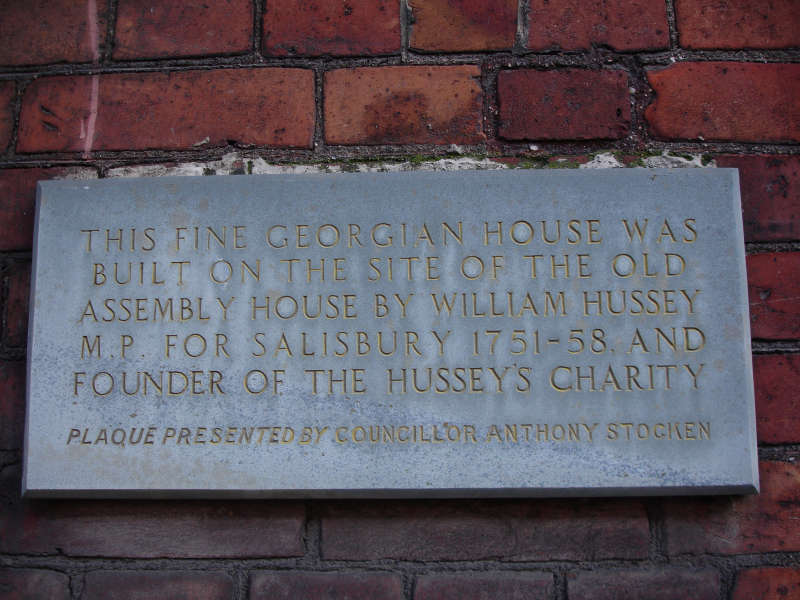 THIS FINE GEORGIAN HOUSE WAS
BUILT ON THE SITE OF THE OLD
ASSEMBLY HOUSE BY WILLIAM HUSSEY
M.P. FOR SALISBURY 1751-58. AND
FOUNDER OF THE HUSSEY'S CHARITY
PLAQUE PRESENTED BY COUNCILLOR ANTHONY STOCKEN